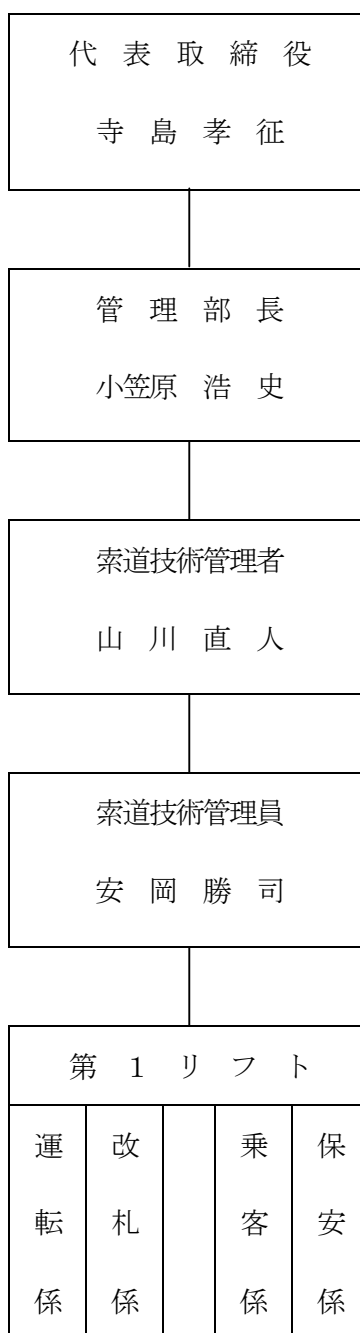 代表取締役
寺島孝征
管理部長
小笠原 浩史
索道技術管理者
山川直人
索道技術管理員
安岡勝司
第1リフト
運転係
改札係
乗客係
保安係